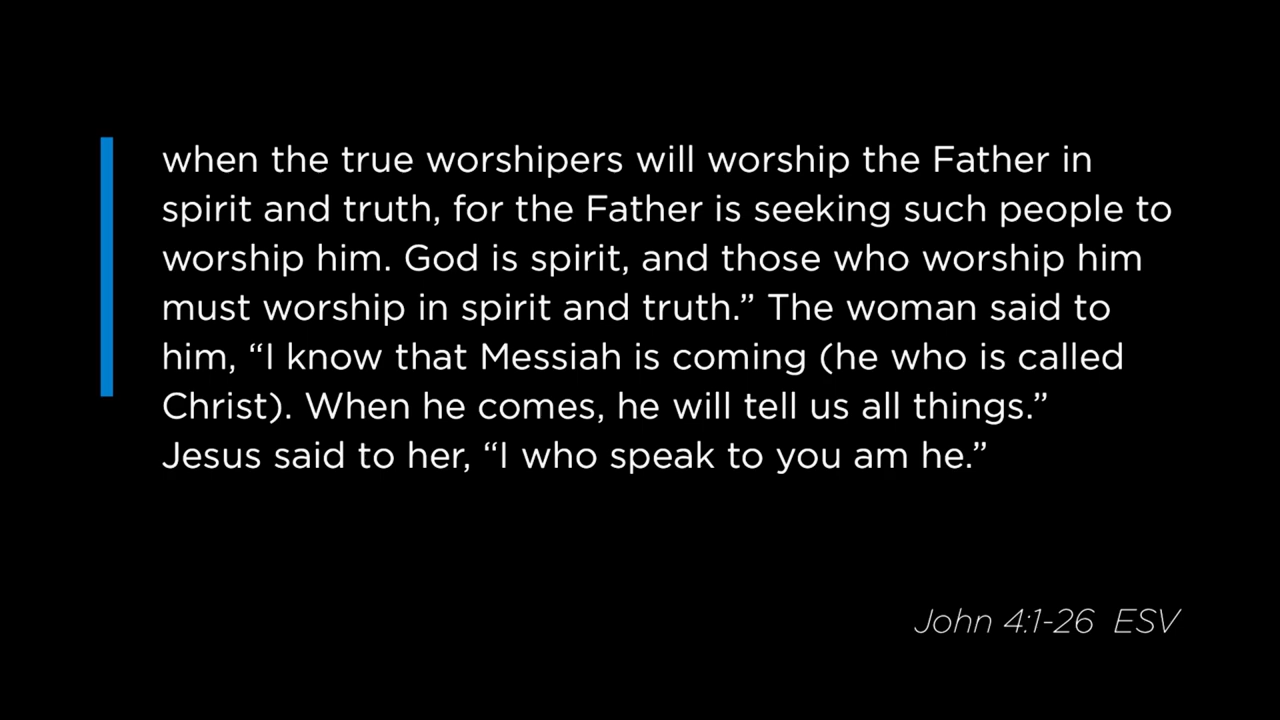 when the true worshipers will worship the Father in
spirit and truth, for the Father is seeking such people to
worship him. God is spirit, and those who worship him
must worship in spirit and truth.” The woman said to
him, “I know that Messiah is coming (he who is called
Christ). When he comes, he will tell us all things.”
Jesus said to her, “I who speak to you am he.”
John 4:1-26 ESV